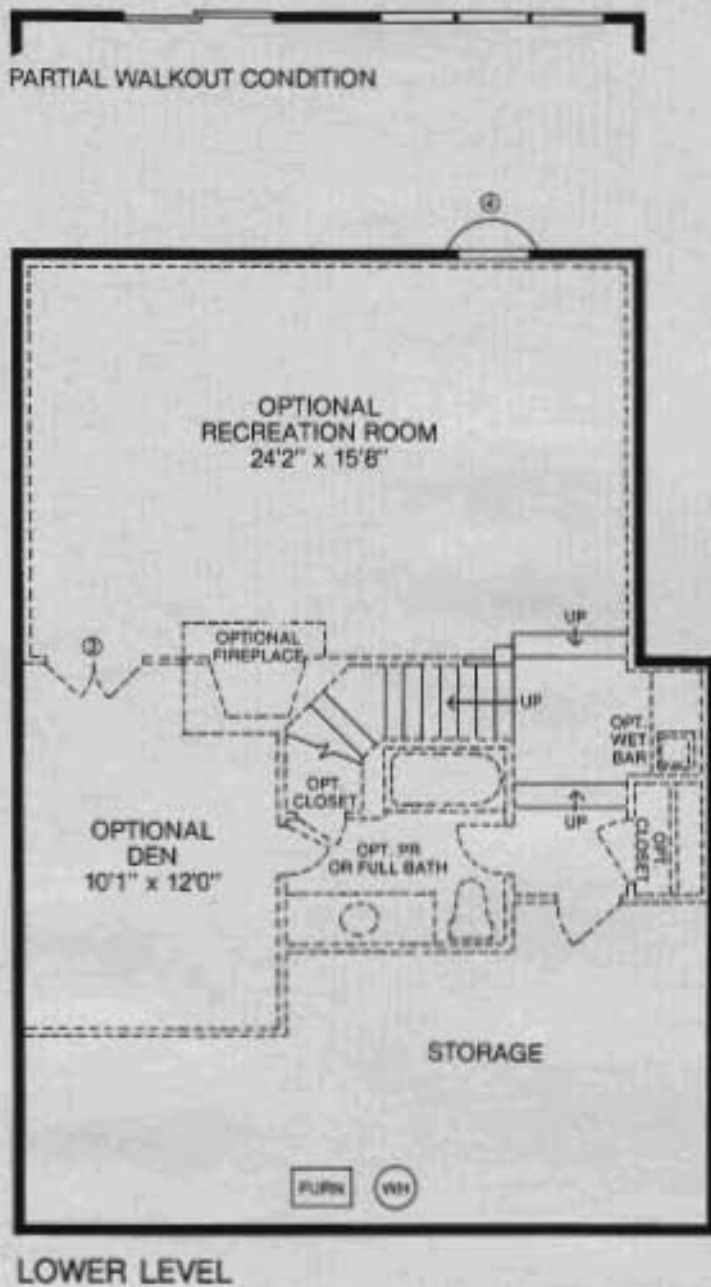 PARTIAL WALKOUT CONDITION
④
OPTIONAL
RECREATION ROOM
24'2" x 15'8"
③
OPTIONAL
FIREPLACE
UP
UP
OPT.
WET
BAR
OPT.
CLOSET
UP
OPT.
CLOSET
OPTIONAL
DEN
10'1" x 12'0"
OPT. PR
OR FULL BATH
STORAGE
FURN
WH
LOWER LEVEL